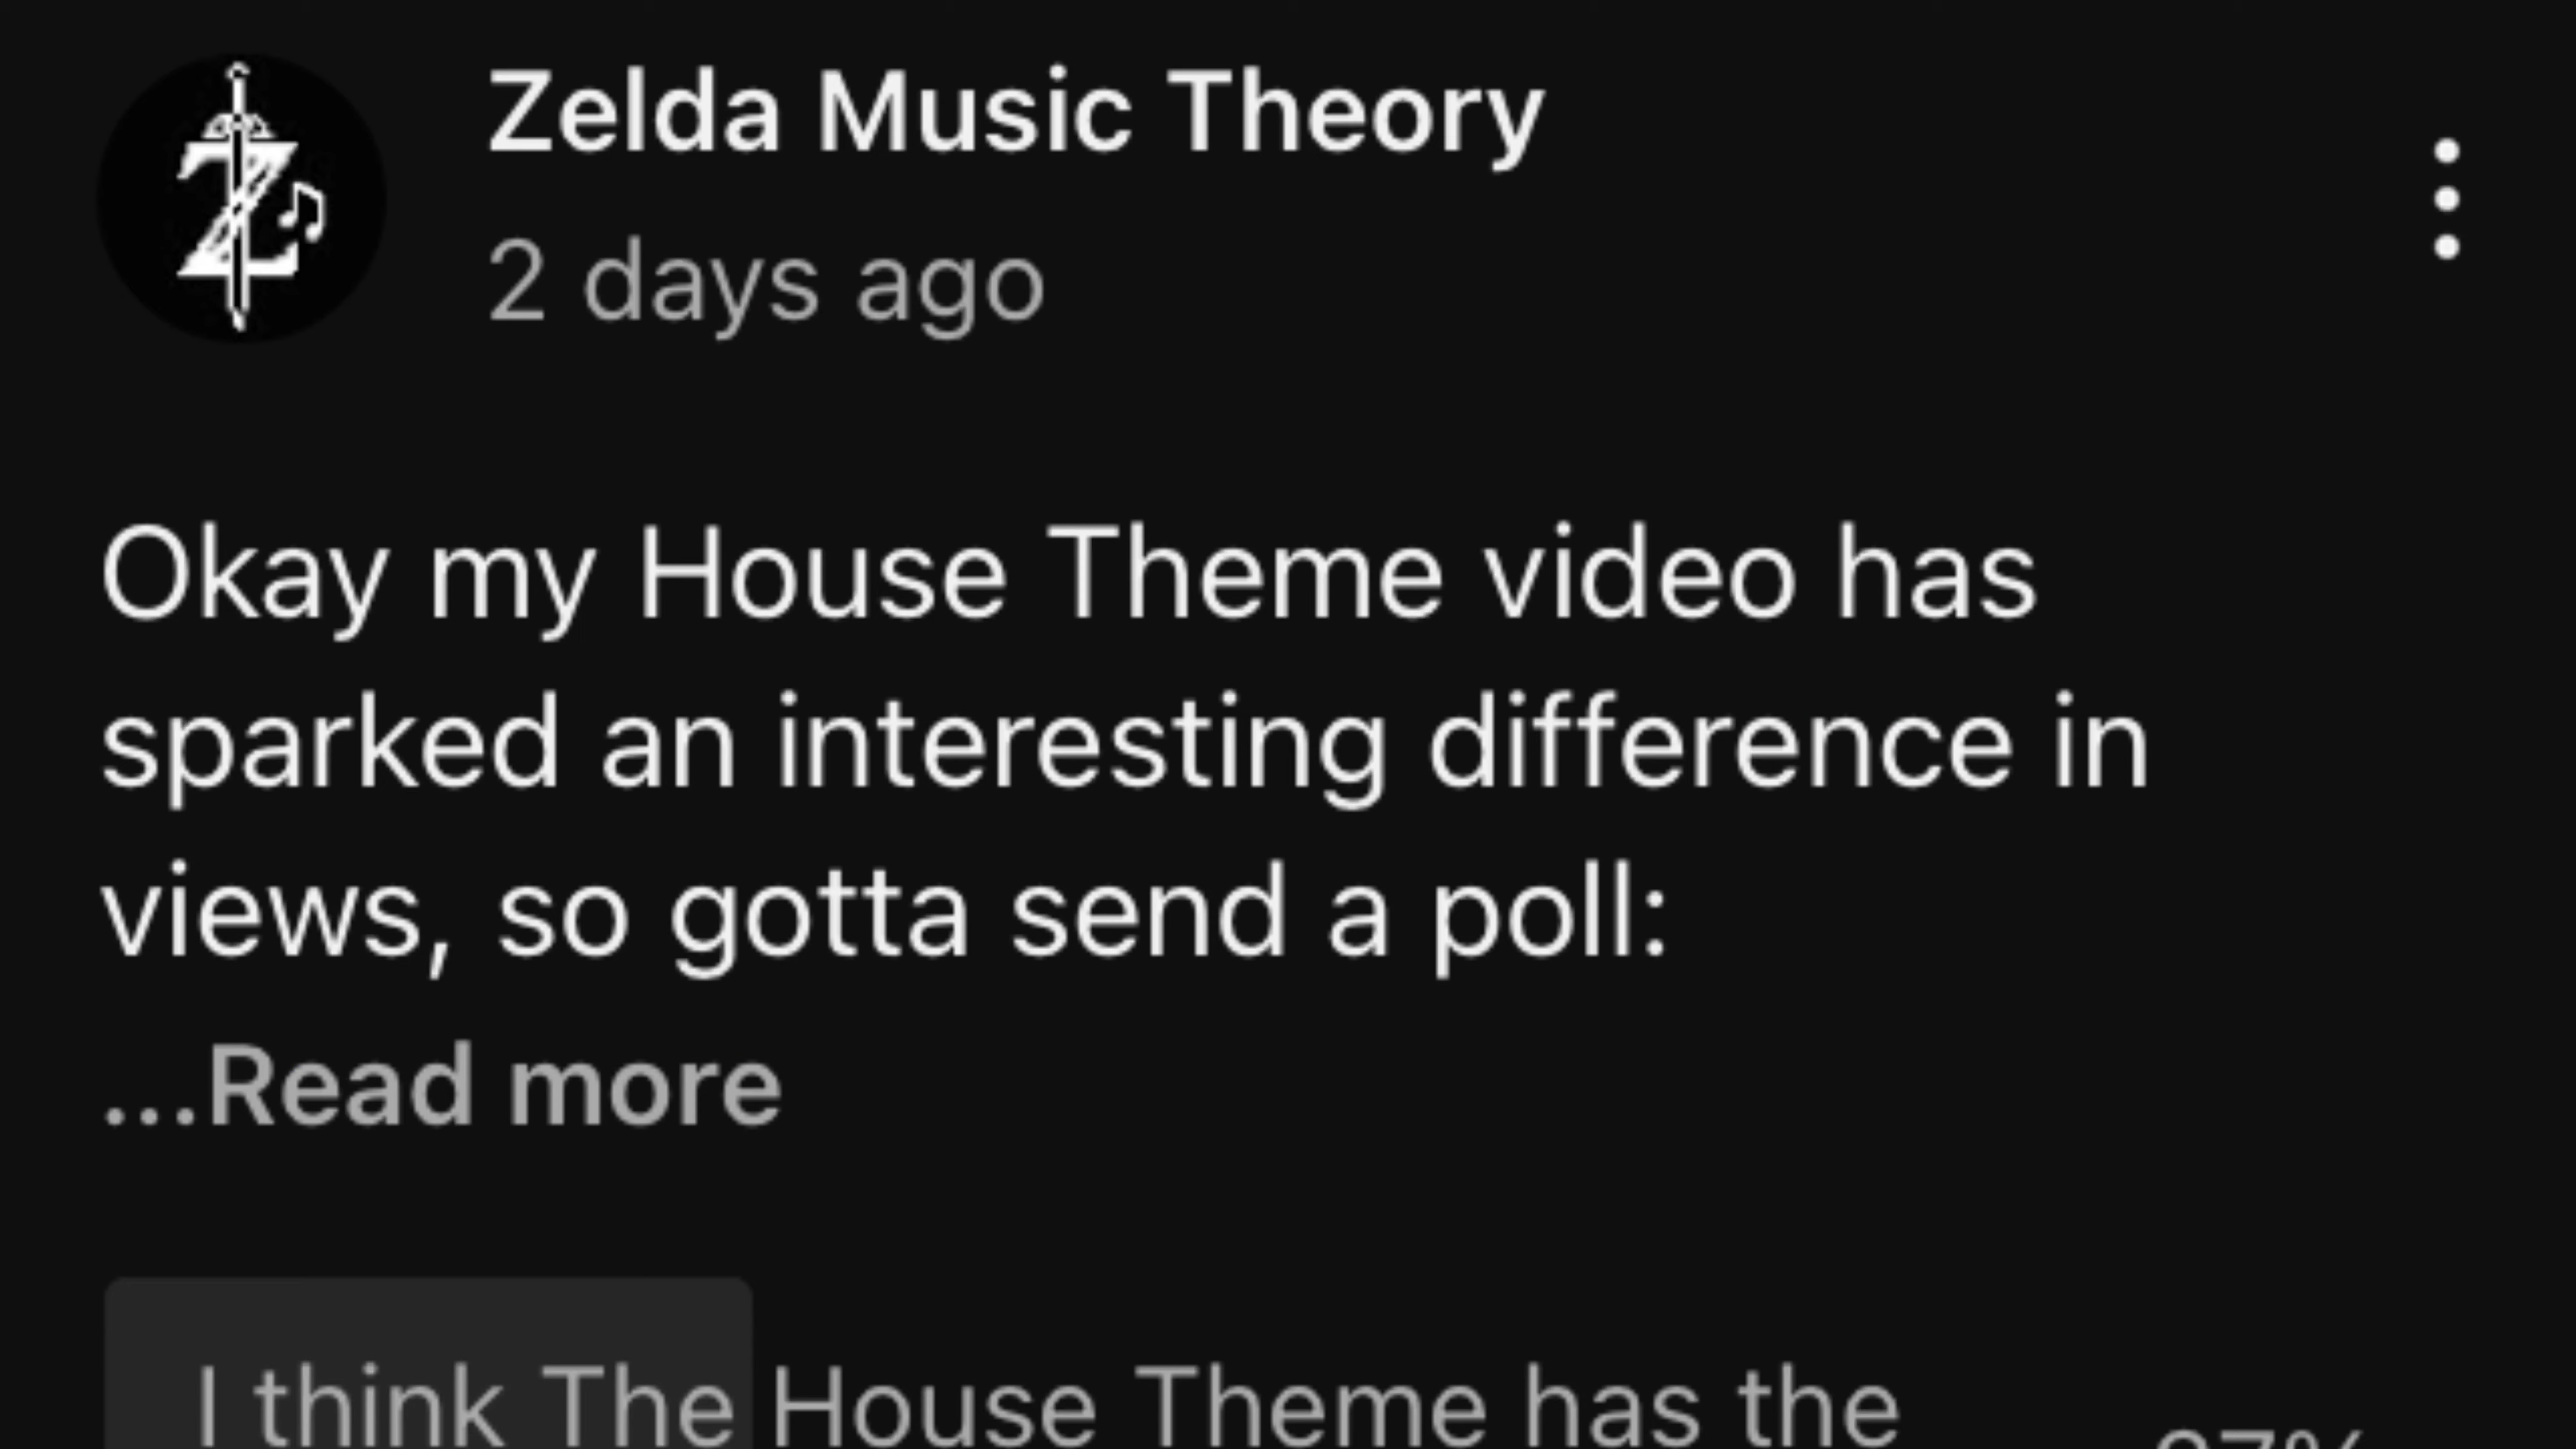 Zelda Music Theory
2 days ago
Okay my House Theme video has
sparked an interesting difference in
views, so gotta send a poll:
...Read more
I think The House Theme has the